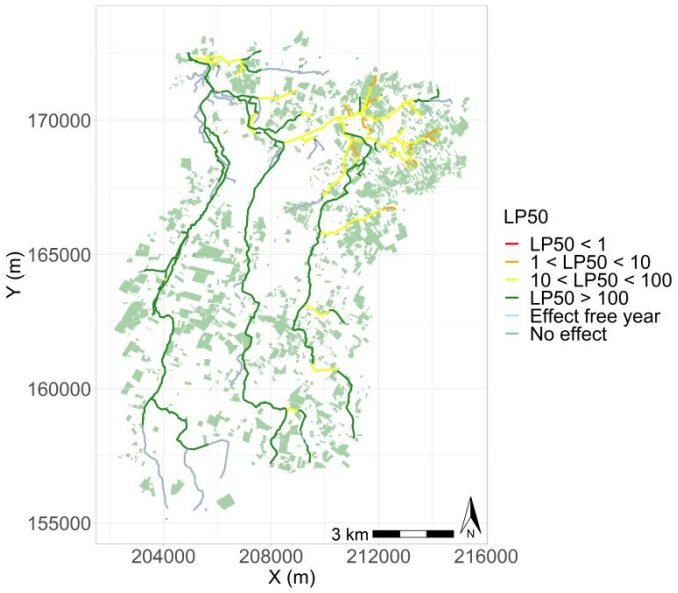 170000
165000
160000
155000
Y (m)
204000 208000 212000 216000
X (m)
3 km
N
LP50
LP50 < 1
1 < LP50 < 10
10 < LP50 < 100
LP50 > 100
Effect free year
No effect